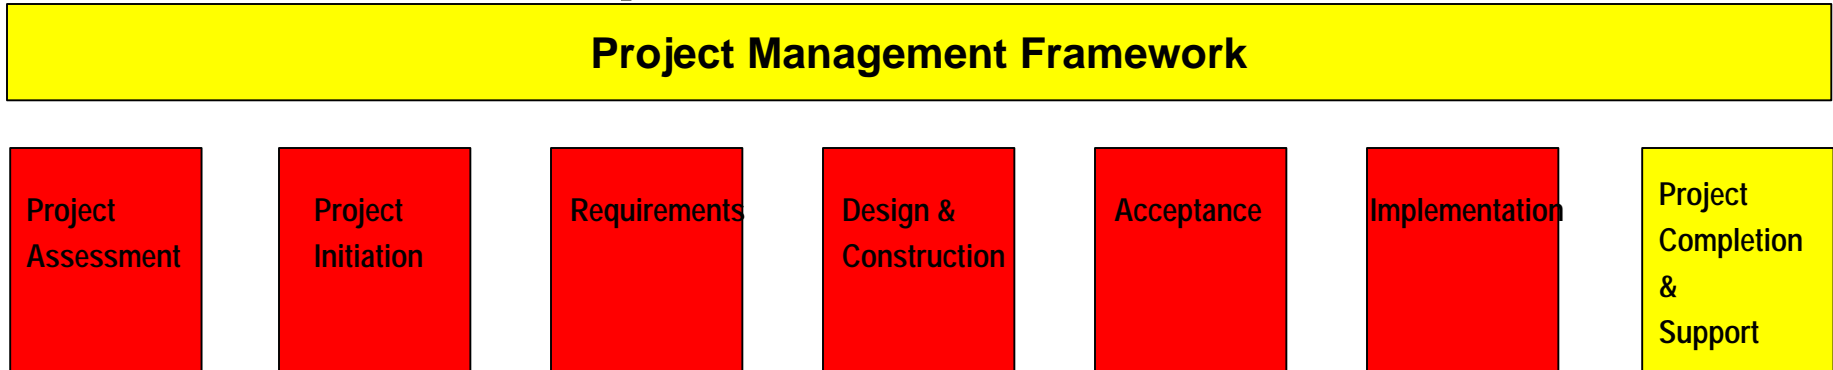 Project Management Framework
Project
Assessment
Project
Initiation
Requirements
Design &
Construction
Acceptance
Implementation
Project
Completion
&
Support